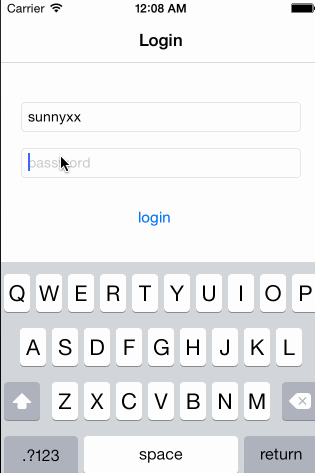 Carrier 12:08 AM
Login
sunnyxx
password
login
Q W E R T Y U I O P
A S D F G H J K L
Z X C V B N M
.?123 space return